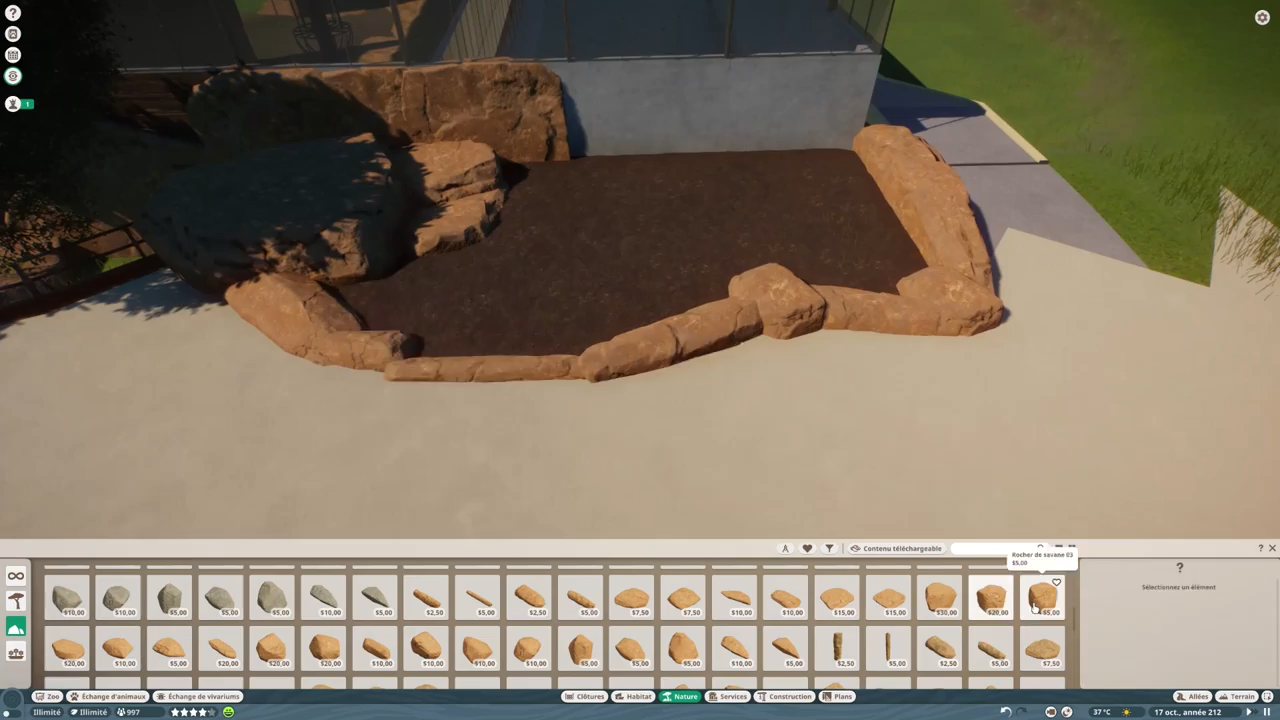 1
Contenu téléchargeable
Rocher de savane 03
$5,00
Sélectionnez un élément
$10,00 $10,00 $5,00 $5,00 $5,00 $10,00 $5,00 $2,50 $5,00 $2,50 $5,00 $7,50 $7,50 $10,00 $10,00 $15,00 $15,00 $30,00 $20,00 $5,00
$20,00 $10,00 $5,00 $20,00 $20,00 $20,00 $10,00 $10,00 $10,00 $10,00 $5,00 $5,00 $5,00 $10,00 $5,00 $2,50 $5,00 $2,50 $5,00 $7,50
Zoo Échange d'animaux Échange de vivariums Clôtures Habitat Nature Services Construction Plans Allées Terrain
Illimité Illimité 997 37 °C 17 oct., année 212